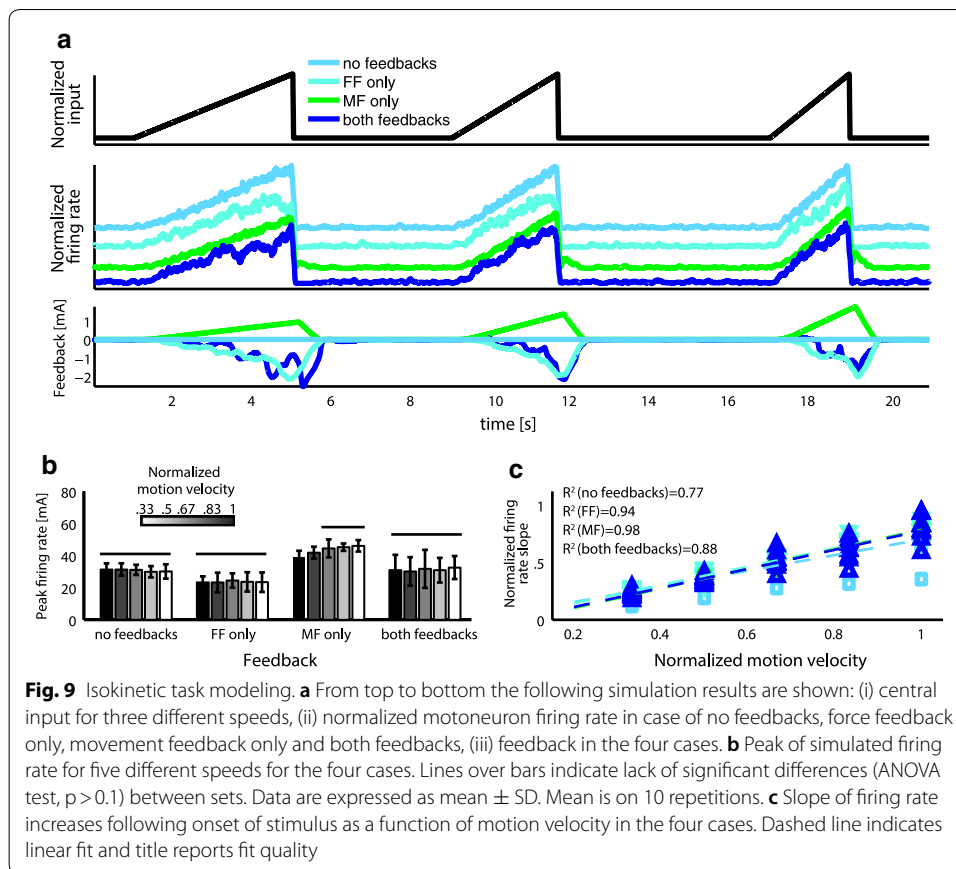 a
no feedbacks
FF only
MF only
both feedbacks
Normalized
input
Normalized
firing rate
Feedback [mA]
1
0
−1
−2
2 4 6 8 10 12 14 16 18 20
time [s]
b
Normalized
motion velocity
.33 .5 .67 .83 1
Peak firing rate [mA]
80
60
40
20
0
no feedbacks FF only MF only both feedbacks
Feedback
c
R² (no feedbacks)=0.77
R² (FF)=0.94
R² (MF)=0.98
R² (both feedbacks)=0.88
Normalized firing
rate slope
1
.5
0
0.2 0.4 0.6 0.8 1
Normalized motion velocity
Fig. 9 Isokinetic task modeling. a From top to bottom the following simulation results are shown: (i) central
input for three different speeds, (ii) normalized motoneuron firing rate in case of no feedbacks, force feedback
only, movement feedback only and both feedbacks, (iii) feedback in the four cases. b Peak of simulated firing
rate for five different speeds for the four cases. Lines over bars indicate lack of significant differences (ANOVA
test, p > 0.1) between sets. Data are expressed as mean ± SD. Mean is on 10 repetitions. c Slope of firing rate
increases following onset of stimulus as a function of motion velocity in the four cases. Dashed line indicates
linear fit and title reports fit quality